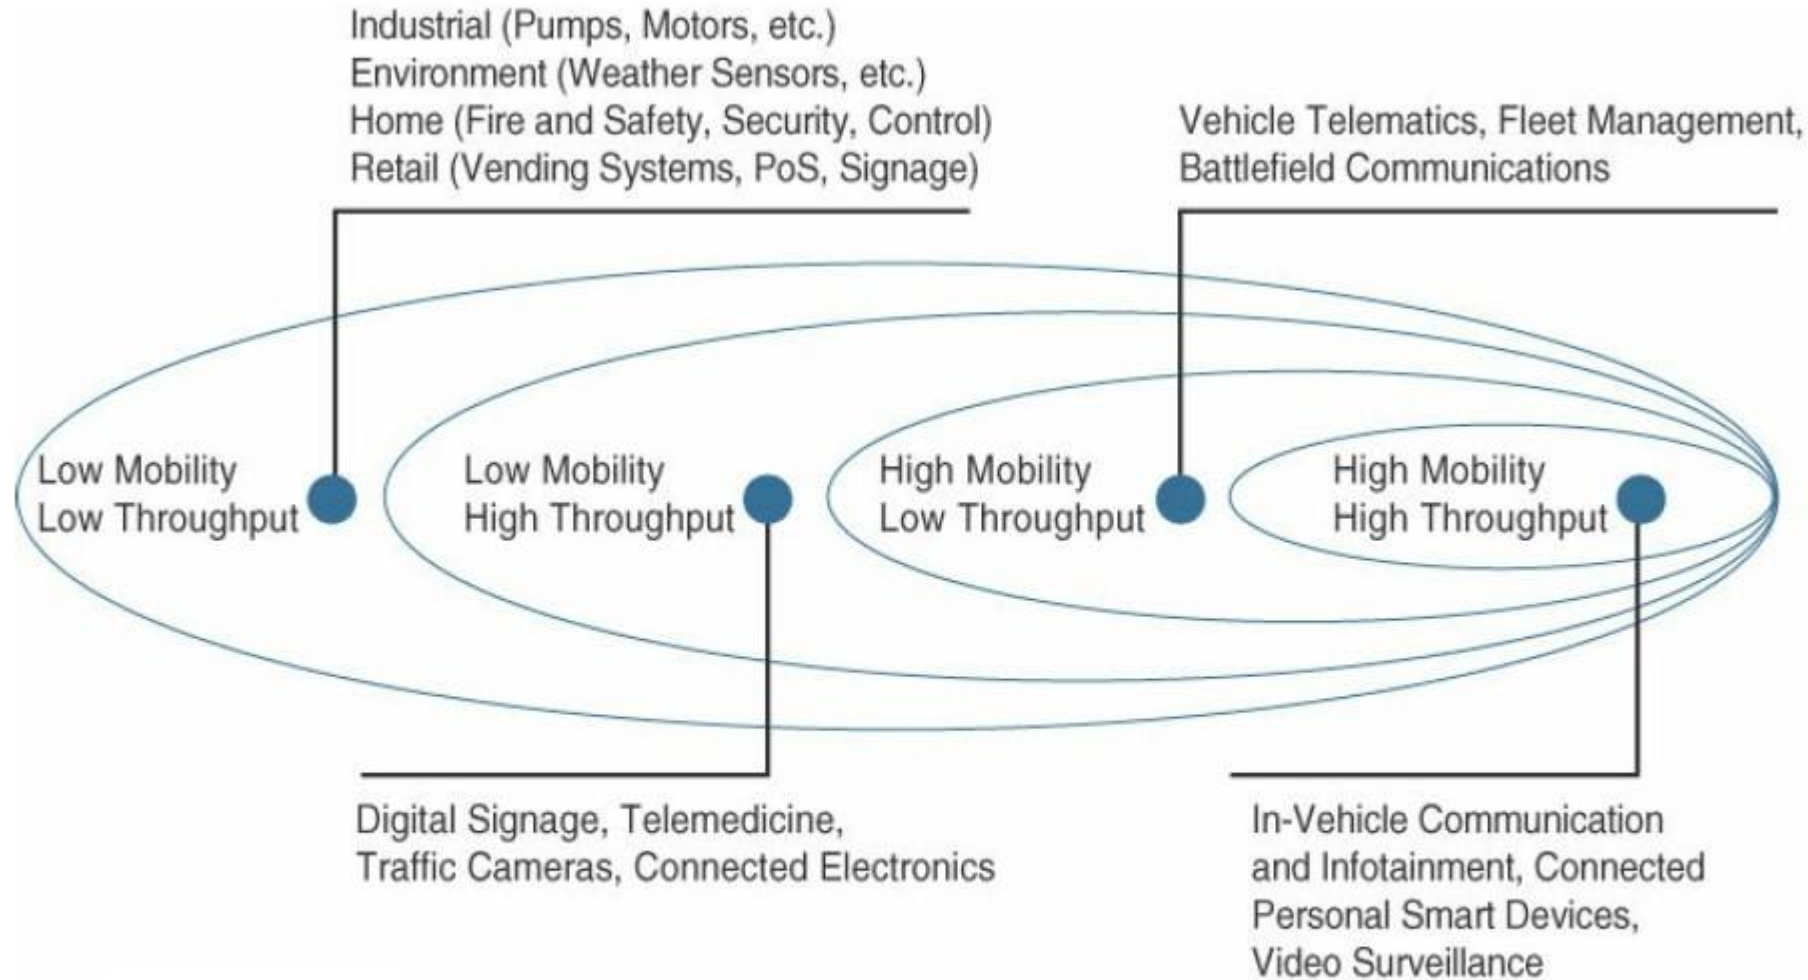 Industrial (Pumps, Motors, etc.)
Environment (Weather Sensors, etc.)
Home (Fire and Safety, Security, Control)
Retail (Vending Systems, PoS, Signage)
Vehicle Telematics, Fleet Management,
Battlefield Communications
Low Mobility
Low Throughput
Low Mobility
High Throughput
High Mobility
Low Throughput
High Mobility
High Throughput
Digital Signage, Telemedicine,
Traffic Cameras, Connected Electronics
In-Vehicle Communication
and Infotainment, Connected
Personal Smart Devices,
Video Surveillance